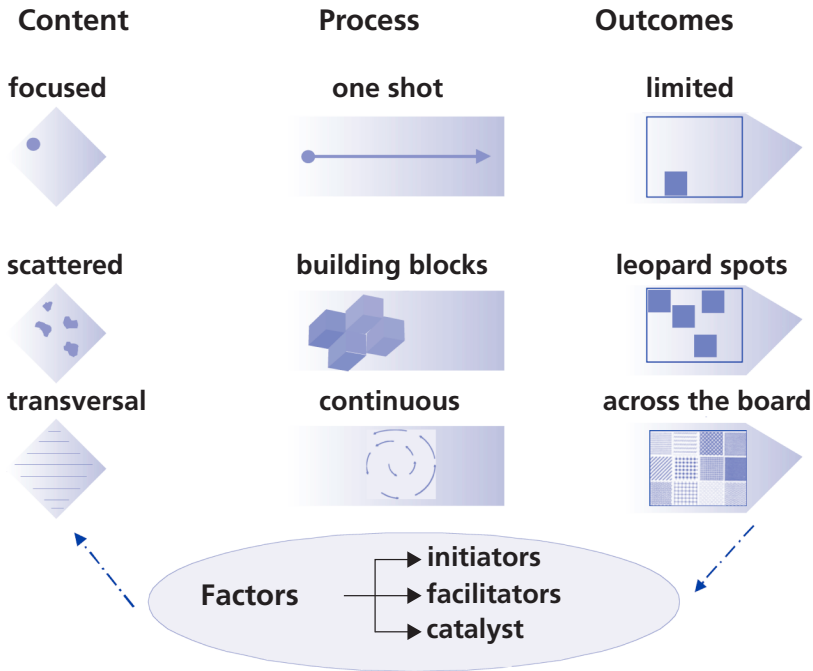 Content Process Outcomes
focused one shot limited
scattered building blocks leopard spots
transversal continuous across the board
initiators
Factors facilitators
catalyst